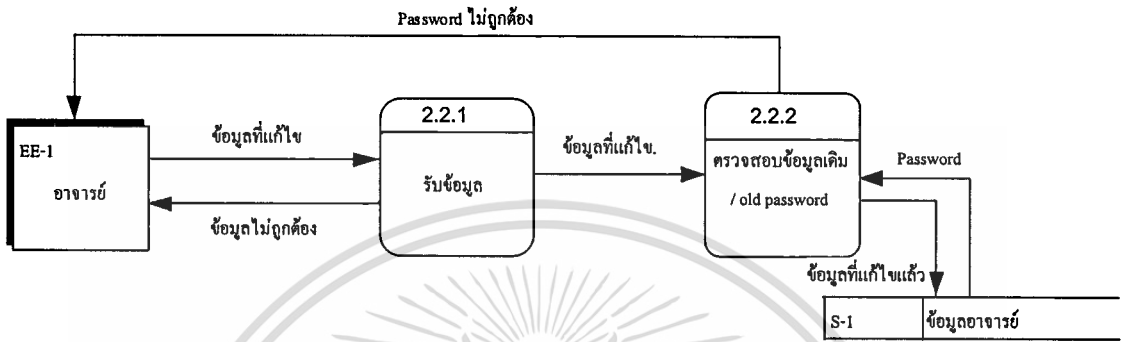 Password ไม่ถูกต้อง
EE-1
อาจารย์
ข้อมูลที่แก้ไข
ข้อมูลไม่ถูกต้อง
2.2.1
รับข้อมูล
ข้อมูลที่แก้ไข.
2.2.2
ตรวจสอบข้อมูลเดิม
/ old password
Password
ข้อมูลที่แก้ไขแล้ว
S-1
ข้อมูลอาจารย์